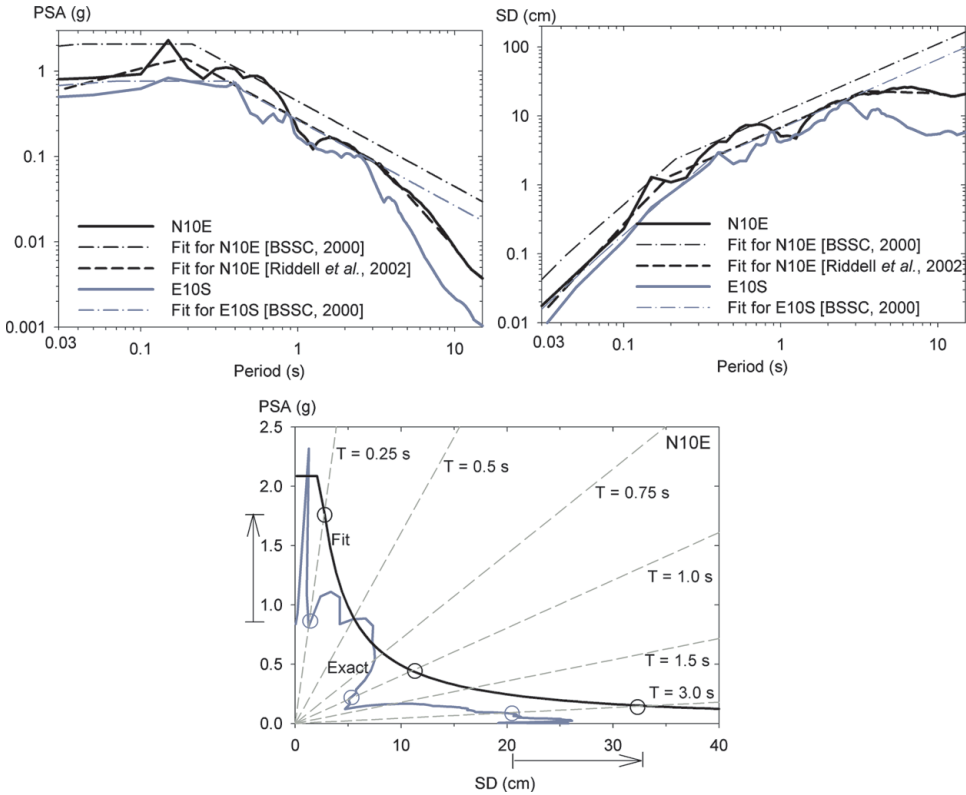 PSA (g)
1
0.1
0.01
0.001
0.03
0.1
1
10
Period (s)
N10E
Fit for N10E [BSSC, 2000]
Fit for N10E [Riddell et al., 2002]
E10S
Fit for E10S [BSSC, 2000]
SD (cm)
100
10
1
0.1
0.01
0.03
0.1
1
10
Period (s)
N10E
Fit for N10E [BSSC, 2000]
Fit for N10E [Riddell et al., 2002
E10S
Fit for E10S [BSSC, 2000]
PSA (g)
2.5
2.0
1.5
1.0
0.5
0.0
0
10
20
30
40
SD (cm)
N10E
T = 0.25 s
T = 0.5 s
T = 0.75 s
T = 1.0 s
T = 1.5 s
T = 3.0 s
Fit
Exact